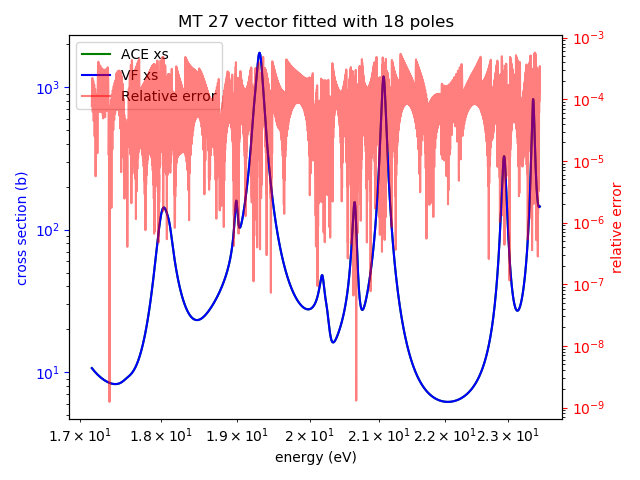 MT 27 vector fitted with 18 poles
ACE xs
VF xs
Relative error
cross section (b)
10³
10²
10¹
relative error
10⁻³
10⁻⁴
10⁻⁵
10⁻⁶
10⁻⁷
10⁻⁸
10⁻⁹
1.7 × 10¹ 1.8 × 10¹ 1.9 × 10¹ 2 × 10¹ 2.1 × 10¹ 2.2 × 10¹ 2.3 × 10¹
energy (eV)